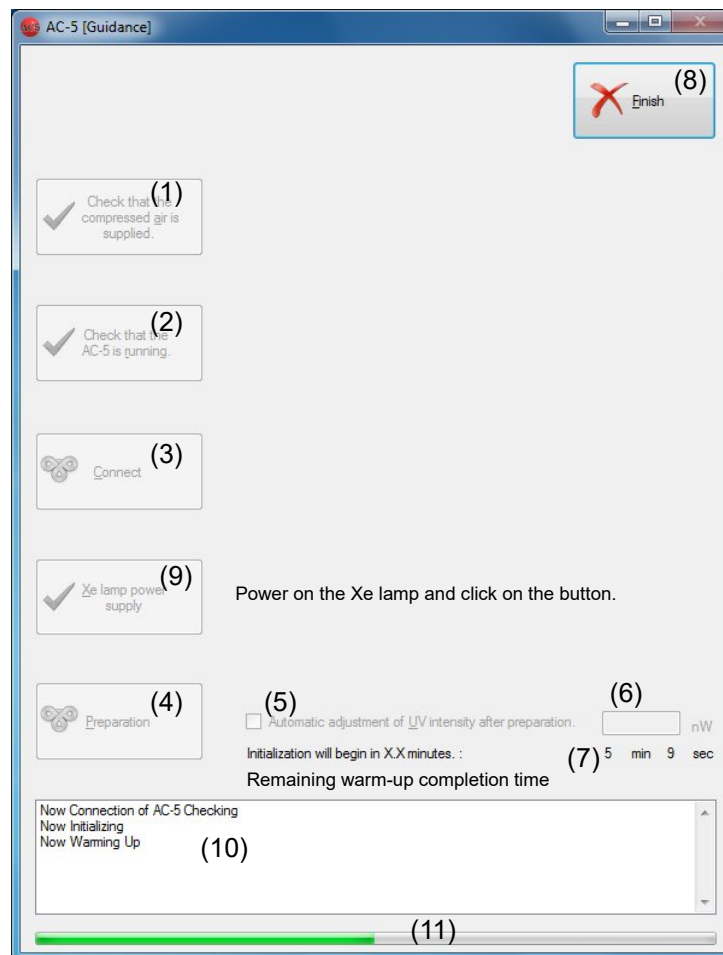 AC-5 [Guidance]
(8)
Finish
(1)
Check that the
compressed air is
supplied.
(2)
Check that the
AC-5 is running.
(3)
Connect
(9)
Xe lamp power
supply
Power on the Xe lamp and click on the button.
(4)
Preparation
(5)
Automatic adjustment of UV intensity after preparation.
(6)
nW
Initialization will begin in X.X minutes. :
(7) 5 min 9 sec
Remaining warm-up completion time
Now Connection of AC-5 Checking
Now Initializing
Now Warming Up
(10)
(11)